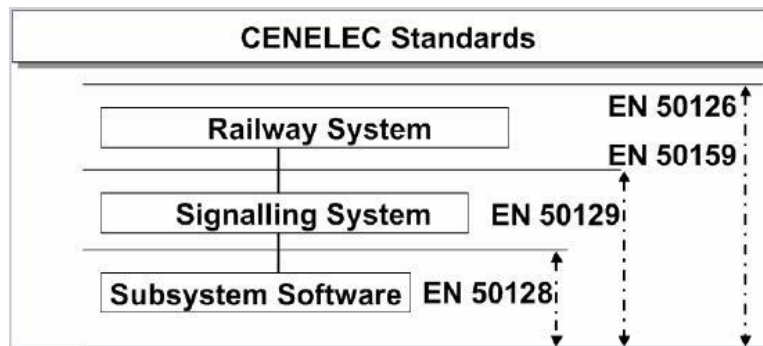 CENELEC Standards
EN 50126
Railway System
EN 50159
Signalling System
EN 50129
Subsystem Software
EN 50128